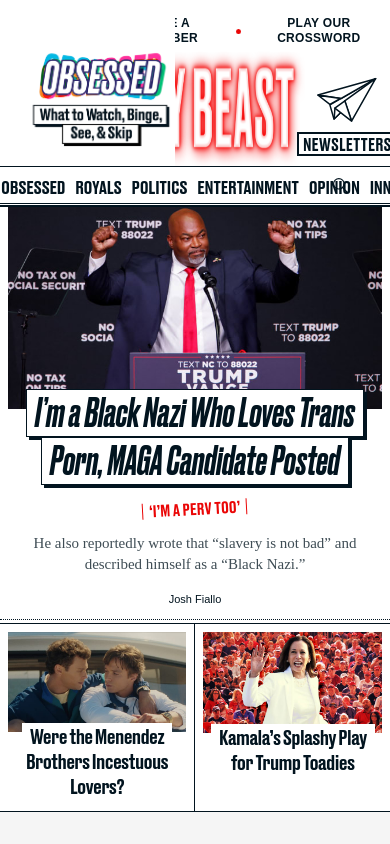 E A
BER
PLAY OUR
CROSSWORD
OBSESSED
What to Watch, Binge,
See, & Skip
Y BEAST
NEWSLETTERS
OBSESSED ROYALS POLITICS ENTERTAINMENT OPINION INN
TEXT TRUMP
88022
NO TAX ON
TIPS
NO TAX ON
SOCIAL SECURIT
NO TAX
SOCIA
TEXT TRUMP
TO 88022
TEXT NC TO 88022
TRUMP
VANCE
NO TAX ON
TIPS
TEXT
I'm a Black Nazi Who Loves Trans
Porn, MAGA Candidate Posted
'I'M A PERV TOO'
He also reportedly wrote that “slavery is not bad” and
described himself as a “Black Nazi.”
Josh Fiallo
Were the Menendez
Brothers Incestuous
Lovers?
Kamala's Splashy Play
for Trump Toadies